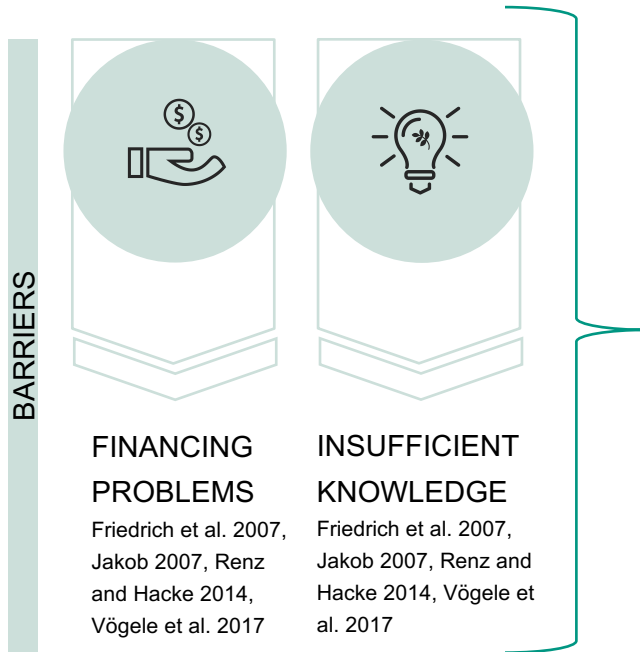 BARRIERS
$
$
FINANCING
PROBLEMS
Friedrich et al. 2007,
Jakob 2007, Renz
and Hacke 2014,
Vögele et al. 2017
INSUFFICIENT
KNOWLEDGE
Friedrich et al. 2007,
Jakob 2007, Renz and
Hacke 2014, Vögele et
al. 2017